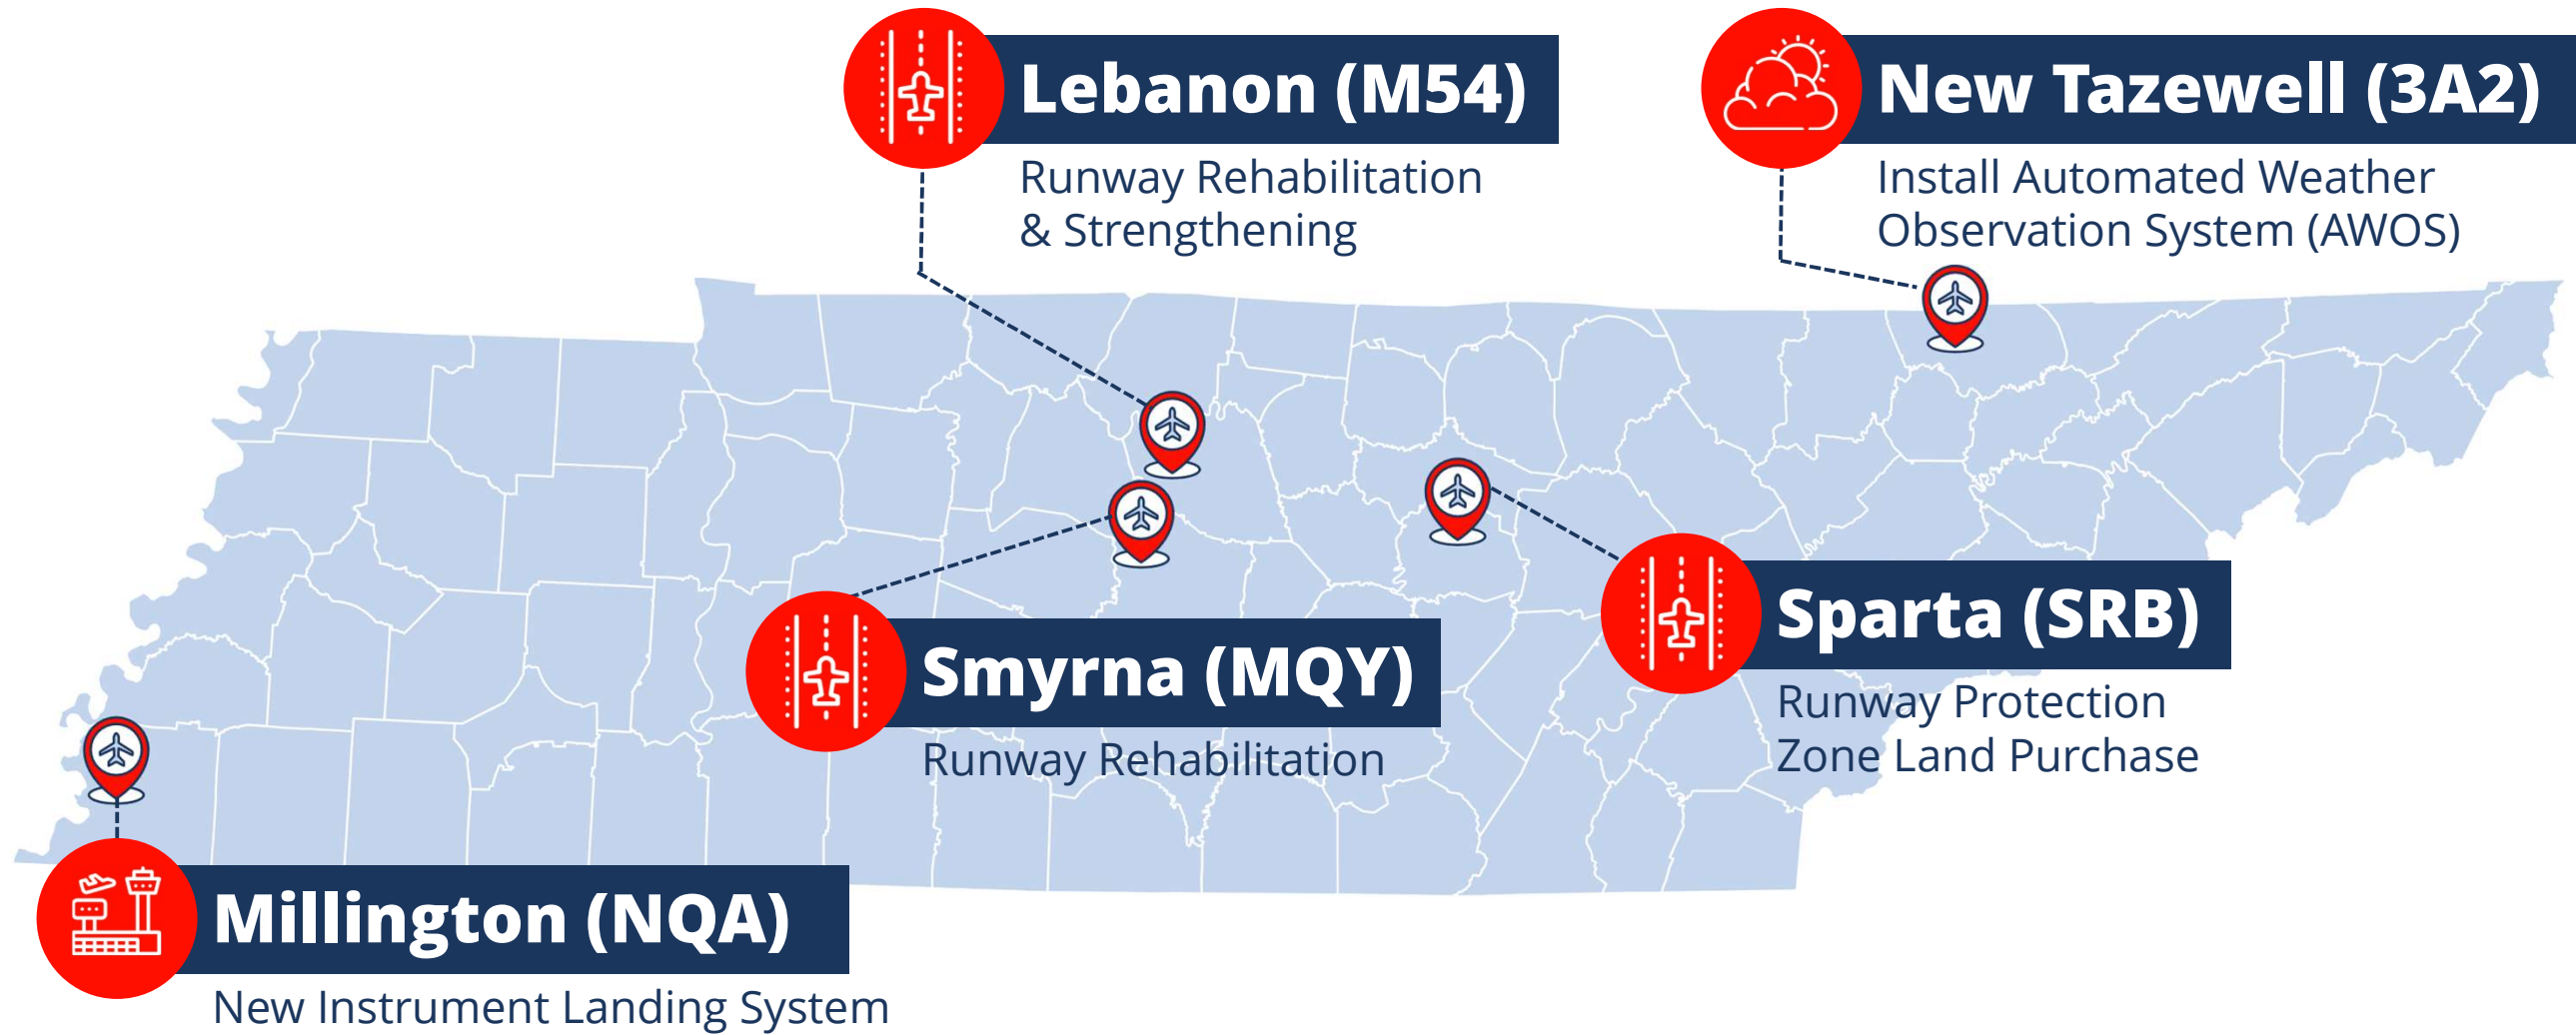 Lebanon (M54)
Runway Rehabilitation
& Strengthening
New Tazewell (3A2)
Install Automated Weather
Observation System (AWOS)
Sparta (SRB)
Runway Protection
Zone Land Purchase
Smyrna (MQY)
Runway Rehabilitation
Millington (NQA)
New Instrument Landing System